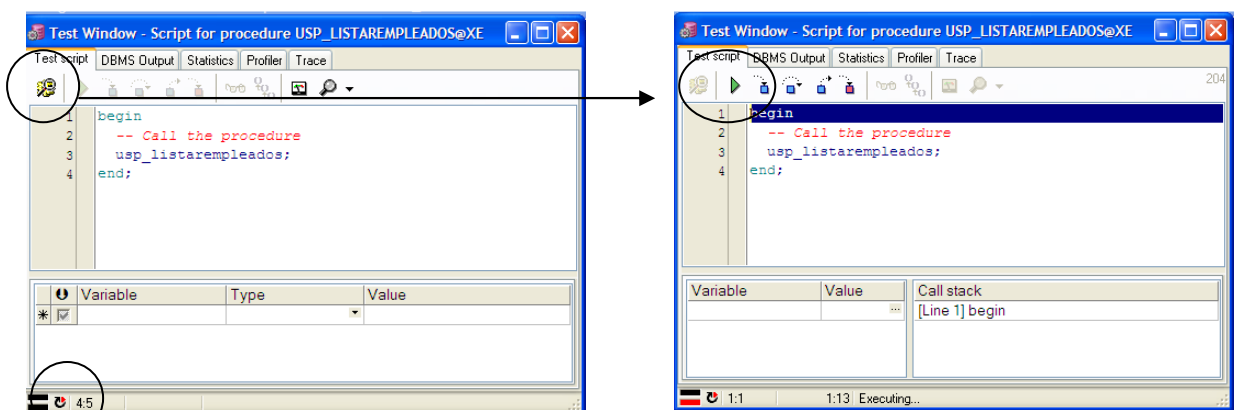 Test Window - Script for procedure USP_LISTAREMPLEADOS@XE
Test script DBMS Output Statistics Profiler Trace
1 begin
2 -- Call the procedure
3 usp_listarempleados;
4 end;
Variable Type Value
4:5
Test Window - Script for procedure USP_LISTAREMPLEADOS@XE
Test script DBMS Output Statistics Profiler Trace
204
1 begin
2 -- Call the procedure
3 usp_listarempleados;
4 end;
Variable Value Call stack
[Line 1] begin
1:1 1:13 Executing...